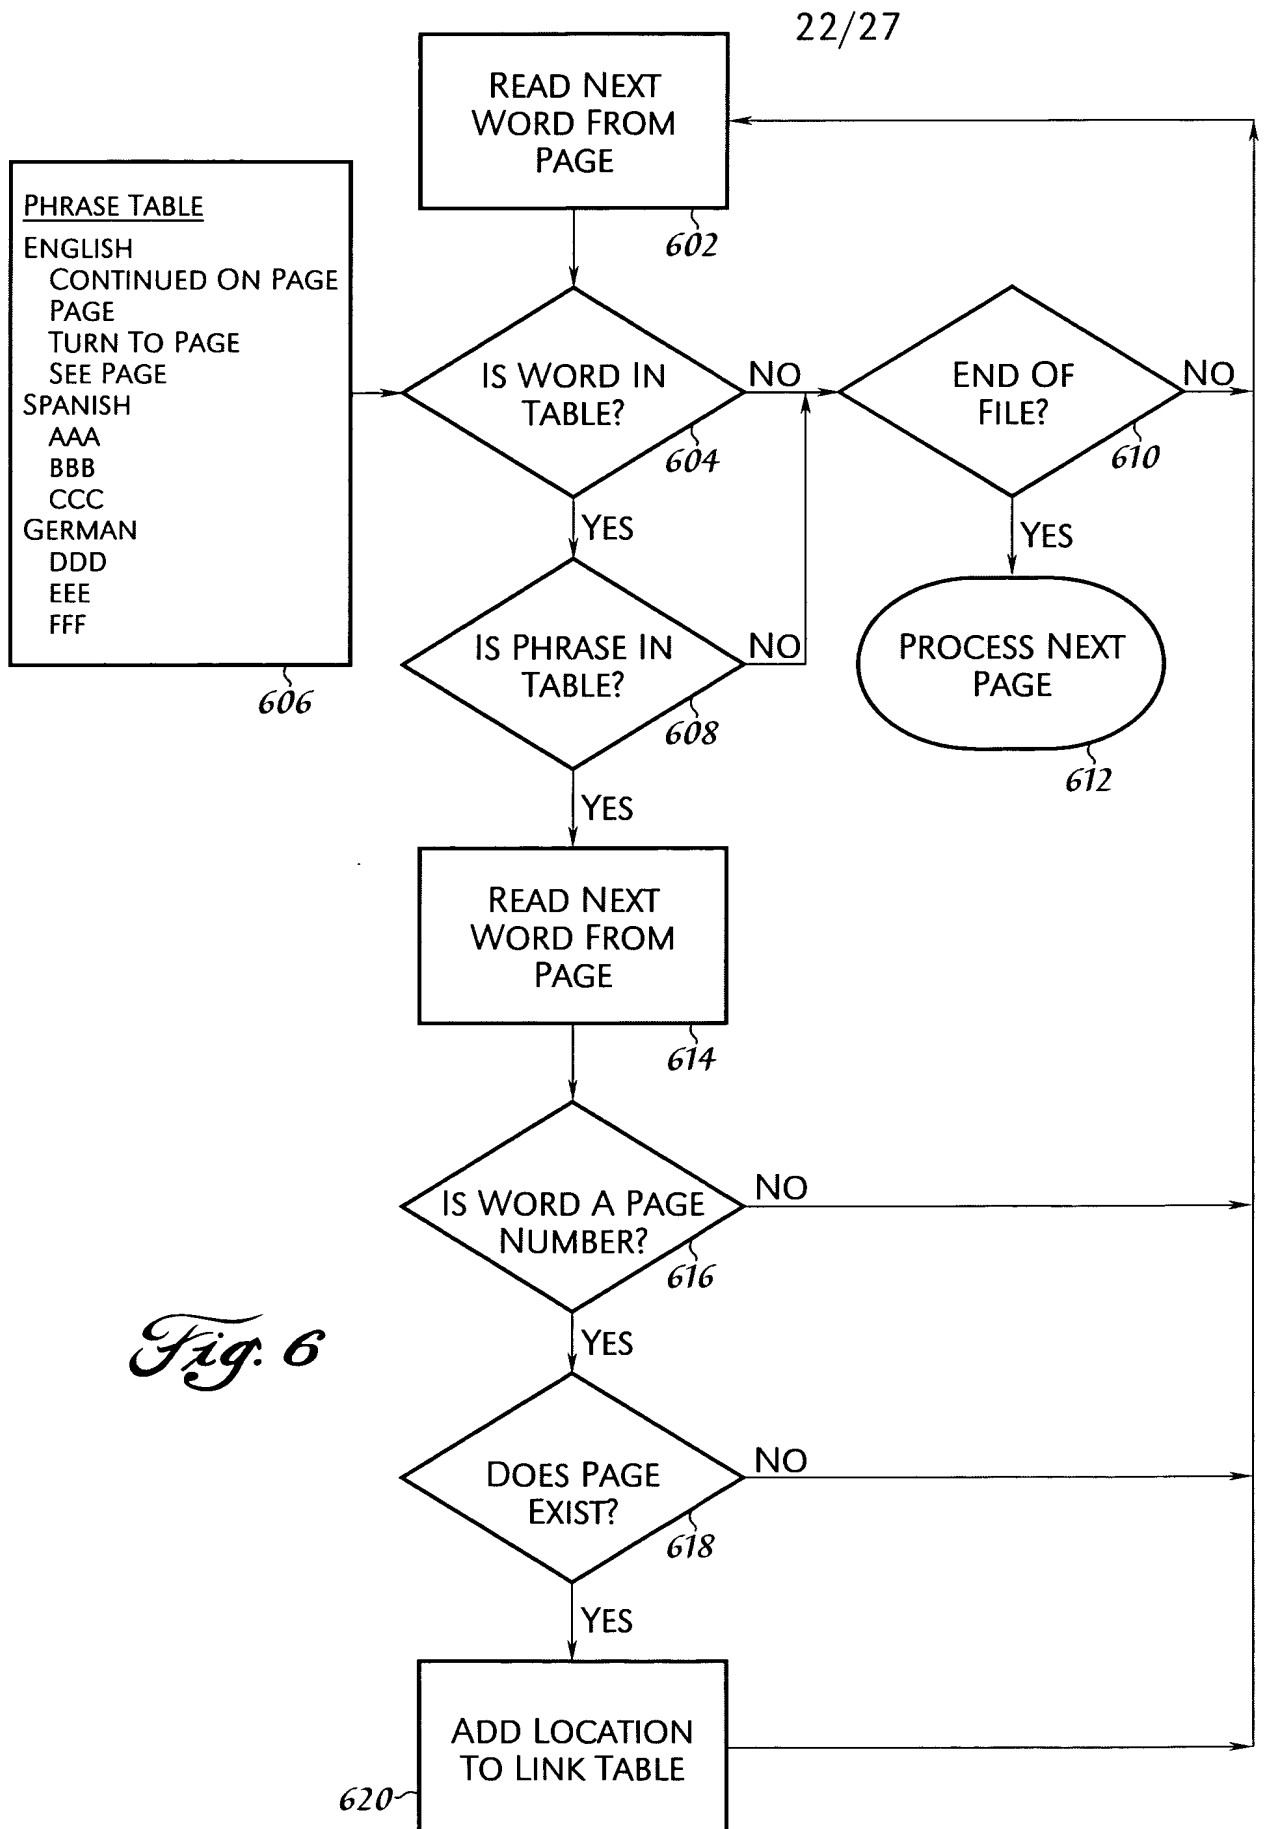 22/27
READ NEXT
WORD FROM
PAGE
602
PHRASE TABLE
ENGLISH
CONTINUED ON PAGE
PAGE
TURN TO PAGE
SEE PAGE
SPANISH
AAA
BBB
CCC
GERMAN
DDD
EEE
FFF
606
IS WORD IN
TABLE?
604
NO
YES
END OF
FILE?
610
NO
YES
IS PHRASE IN
TABLE?
608
NO
YES
PROCESS NEXT
PAGE
612
READ NEXT
WORD FROM
PAGE
614
IS WORD A PAGE
NUMBER?
616
NO
YES
Fig. 6
DOES PAGE
EXIST?
618
NO
YES
ADD LOCATION
TO LINK TABLE
620